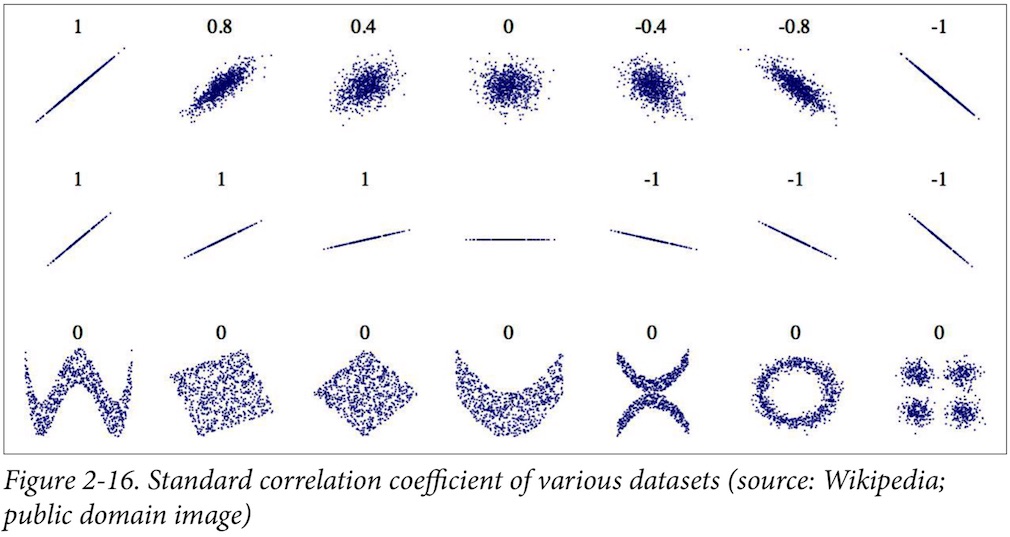 1 0.8 0.4 0 -0.4 -0.8 -1
1 1 1 -1 -1 -1
0 0 0 0 0 0 0
Figure 2-16. Standard correlation coefficient of various datasets (source: Wikipedia;
public domain image)